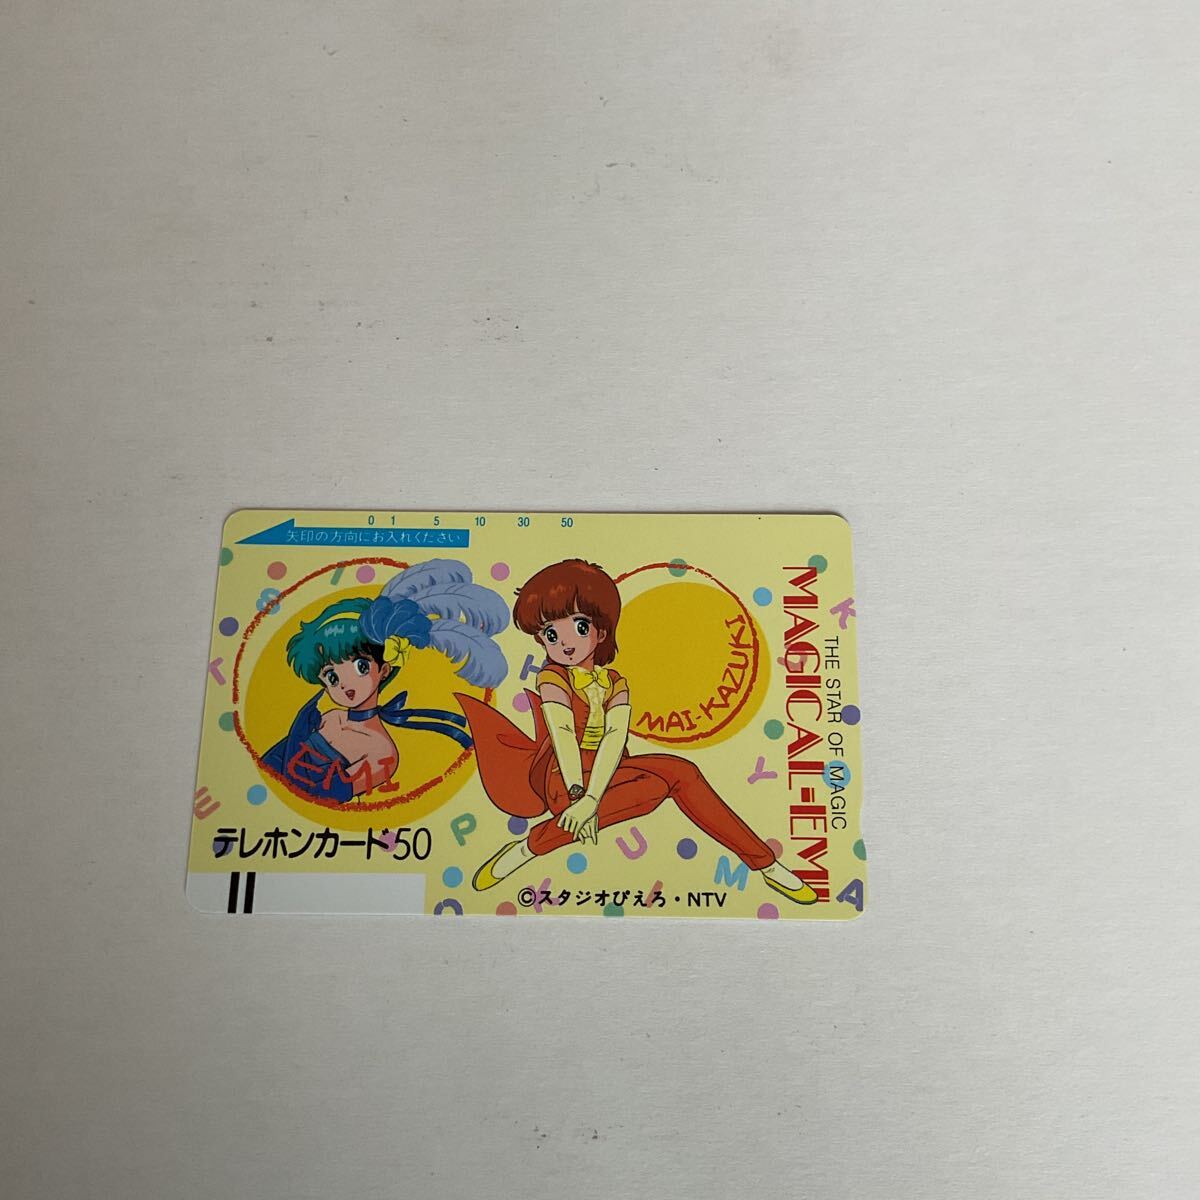 0 1 5 10 30 50
矢印の方向にお入れください
EMI
MAI-KAZUKI
THE STAR OF MAGIC
MAGICAL=EMI
テレホンカード50
©スタジオぴえろ・NTV